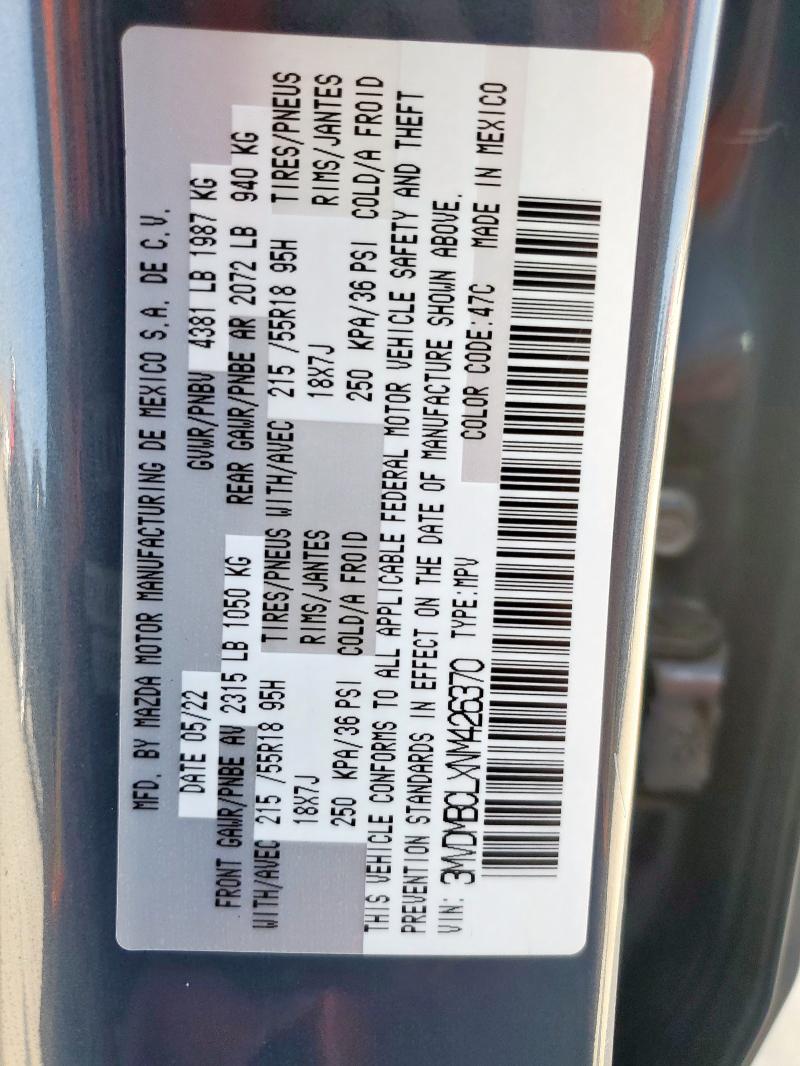 MFD. BY MAZDA MOTOR MANUFACTURING DE MEXICO S.A. DE C.V.
DATE 05/22 GVWR/PNBV 4381 LB 1987 KG
FRONT GAWR/PNBE AV 2315 LB 1050 KG REAR GAWR/PNBE AR 2072 LB 940 KG
WITH/AVEC 215 /55R18 95H TIRES/PNEUS WITH/AVEC 215 /55R18 95H TIRES/PNEUS
18X7J RIMS/JANTES 18X7J RIMS/JANTES
250 KPA/36 PSI COLD/A FROID 250 KPA/36 PSI COLD/A FROID
THIS VEHICLE CONFORMS TO ALL APPLICABLE FEDERAL MOTOR VEHICLE SAFETY AND THEFT
PREVENTION STANDARDS IN EFFECT ON THE DATE OF MANUFACTURE SHOWN ABOVE.
VIN: 3MVDMBCLXNM426370 TYPE:MPV COLOR CODE:47C MADE IN MEXICO